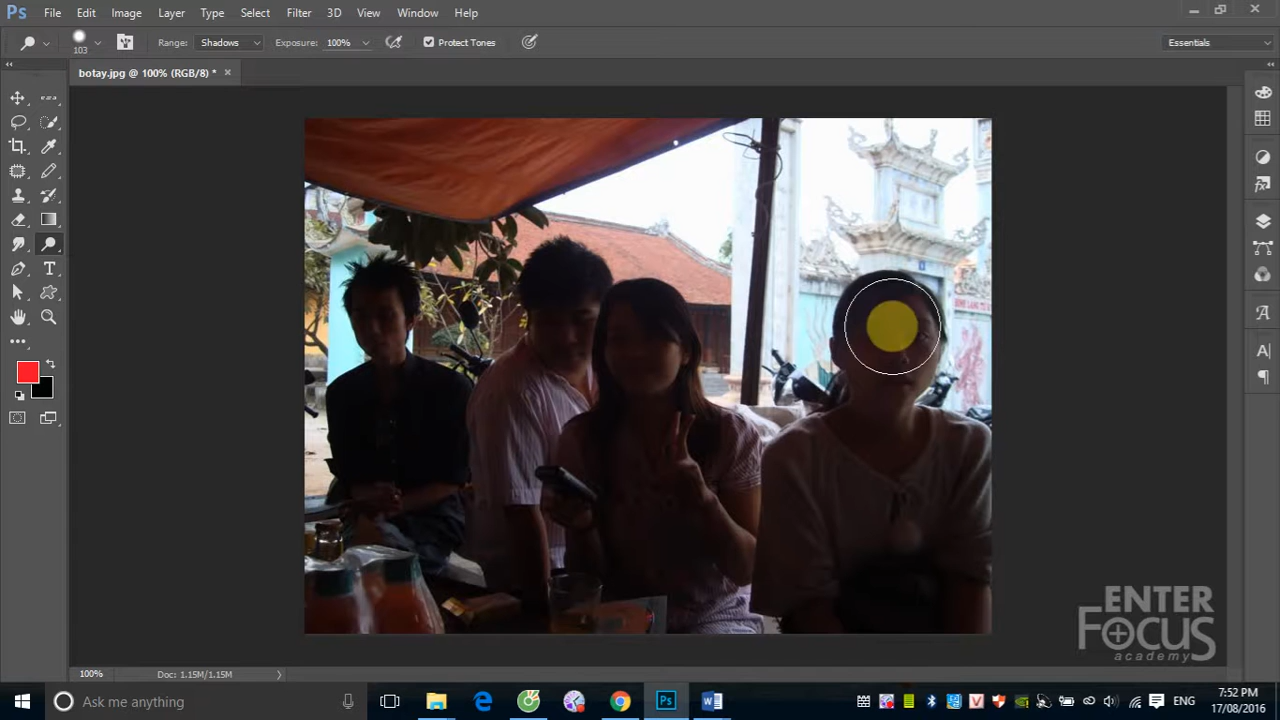 Ps File Edit Image Layer Type Select Filter 3D View Window Help
103 Range: Shadows Exposure: 100% Protect Tones Essentials
botay.jpg @ 100% (RGB/8) *
100% Doc: 1.15M/1.15M
ENTER
FOCUS
academy
Ask me anything
ENG
7:52 PM
17/08/2016